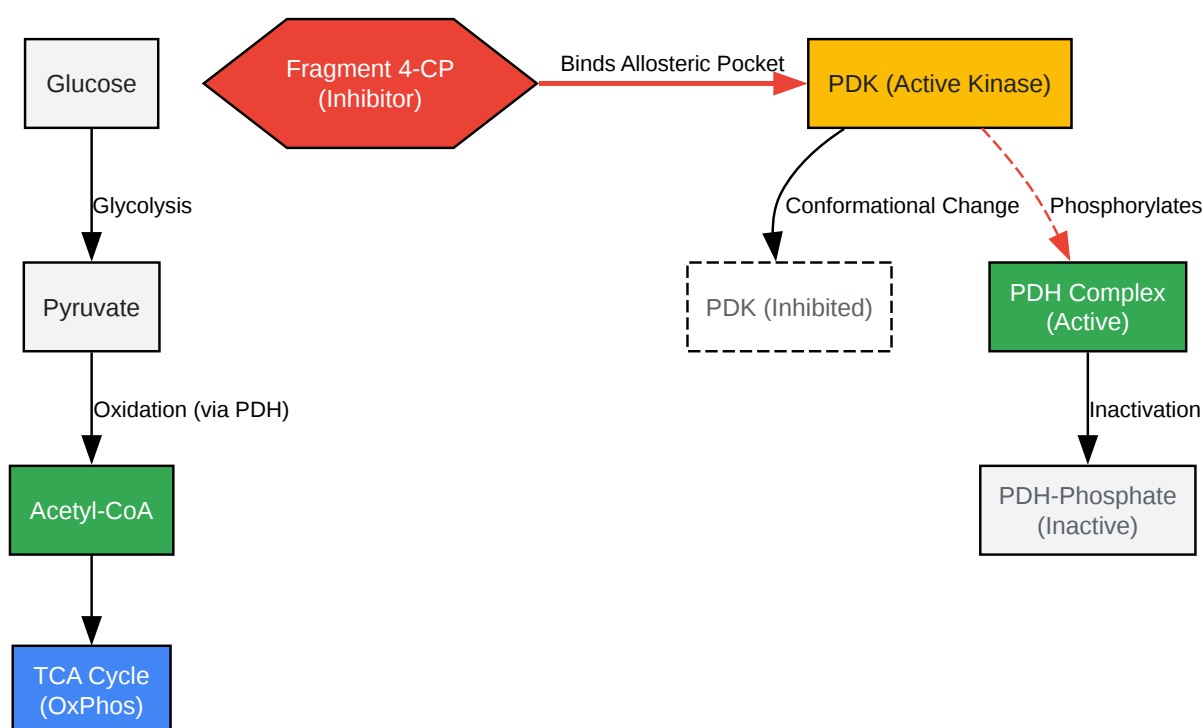 Glucose
Fragment 4-CP
(Inhibitor)
Binds Allosteric Pocket
PDK (Active Kinase)
Glycolysis
Conformational Change
Phosphorylates
Pyruvate
PDK (Inhibited)
PDH Complex
(Active)
Oxidation (via PDH)
Inactivation
Acetyl-CoA
PDH-Phosphate
(Inactive)
TCA Cycle
(OxPhos)